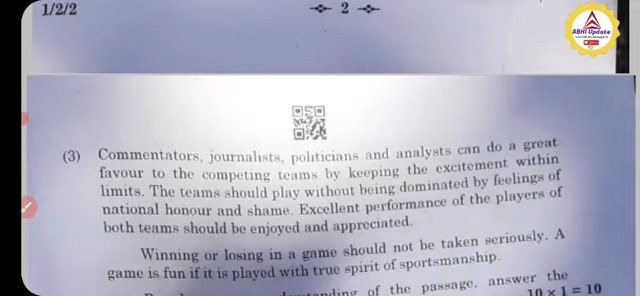 1/2/2
2
ABHI Update
(3) Commentators, journalists, politicians and analysts can do a great
favour to the competing teams by keeping the excitement within
limits. The teams should play without being dominated by feelings of
national honour and shame. Excellent performance of the players of
both teams should be enjoyed and appreciated.
Winning or losing in a game should not be taken seriously. A
game is fun if it is played with true spirit of sportsmanship.
of the passage, answer the
10 × 1 = 10